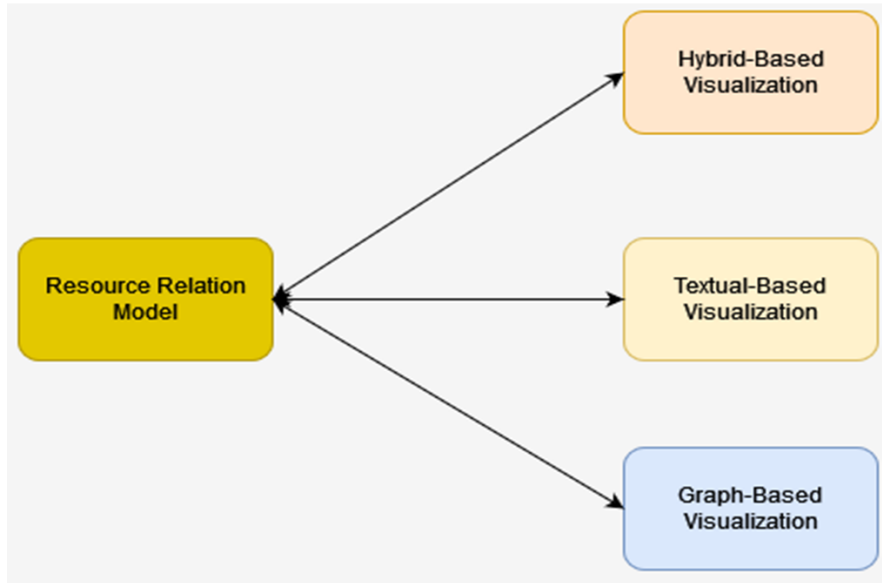 Hybrid-Based
Visualization
Resource Relation
Model
Textual-Based
Visualization
Graph-Based
Visualization